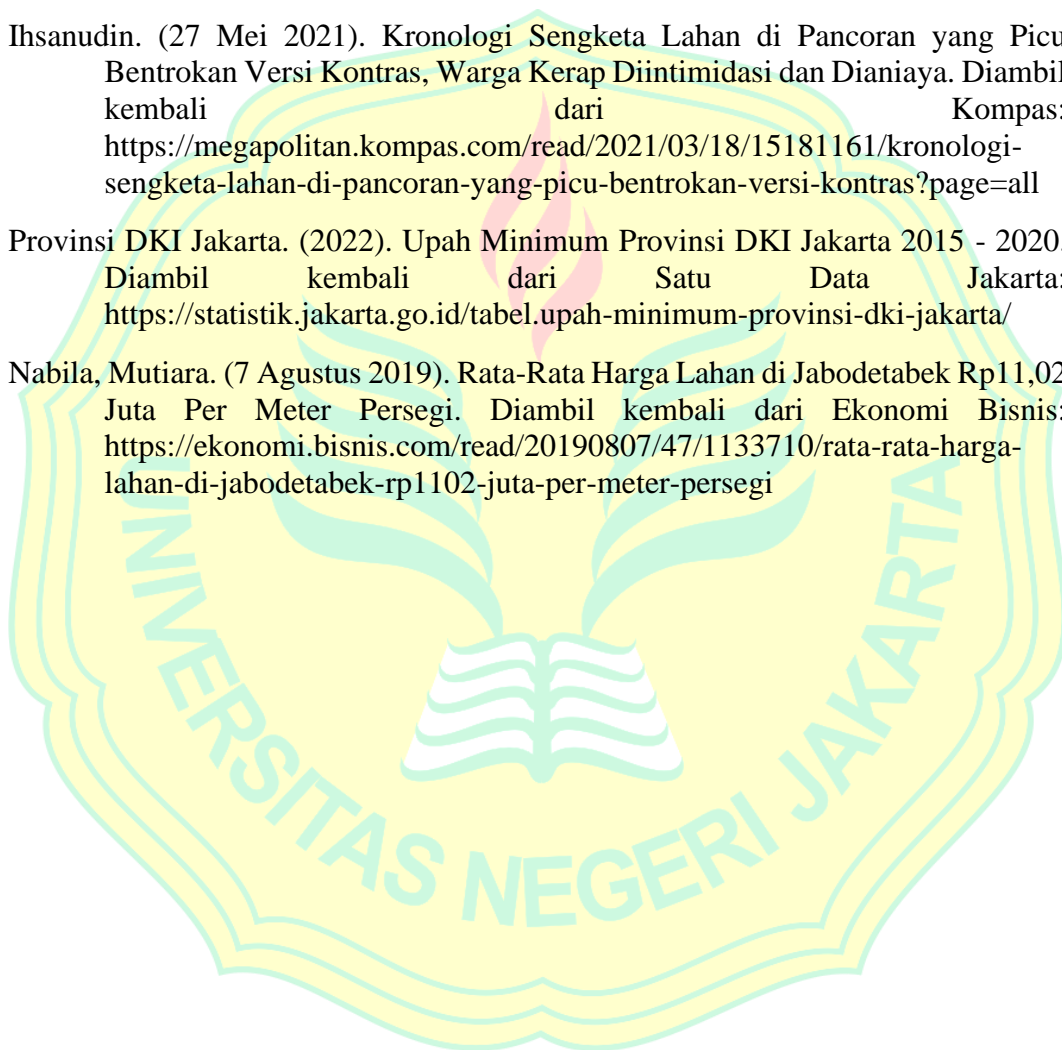 Ihsanudin. (27 Mei 2021). Kronologi Sengketa Lahan di Pancoran yang Picu
Bentrokan Versi Kontras, Warga Kerap Diintimidasi dan Dianiaya. Diambil
kembali dari Kompas:
https://megapolitan.kompas.com/read/2021/03/18/15181161/kronologi-
sengketa-lahan-di-pancoran-yang-picu-bentrokan-versi-kontras?page=all
Provinsi DKI Jakarta. (2022). Upah Minimum Provinsi DKI Jakarta 2015 - 2020.
Diambil kembali dari Satu Data Jakarta:
https://statistik.jakarta.go.id/tabel.upah-minimum-provinsi-dki-jakarta/
Nabila, Mutiara. (7 Agustus 2019). Rata-Rata Harga Lahan di Jabodetabek Rp11,02
Juta Per Meter Persegi. Diambil kembali dari Ekonomi Bisnis:
https://ekonomi.bisnis.com/read/20190807/47/1133710/rata-rata-harga-
lahan-di-jabodetabek-rp1102-juta-per-meter-persegi
UNIVERSITAS NEGERI JAKARTA